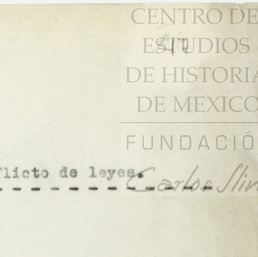 CENTRO DE
ESTUDIOS
DE HISTORIA
DE MEXICO
FUNDACIÓ
flicto de leyes.
Carlos Slim